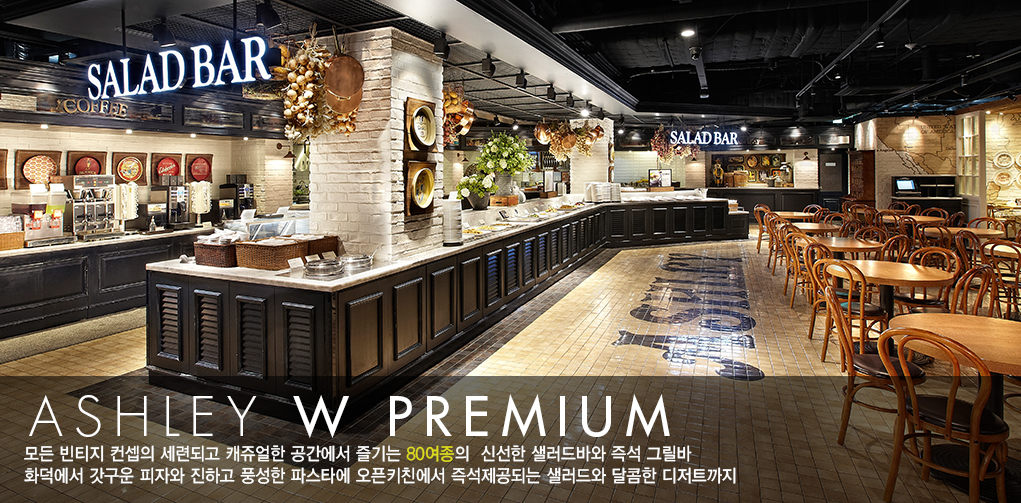 SALAD BAR
COFFEE
SALAD BAR
ASHLEY
ASHLEY W PREMIUM
모든 빈티지 컨셉의 세련되고 캐쥬얼한 공간에서 즐기는 80여종의 신선한 샐러드바와 즉석 그릴바
화덕에서 갓구운 피자와 진하고 풍성한 파스타에 오픈키친에서 즉석제공되는 샐러드와 달콤한 디저트까지